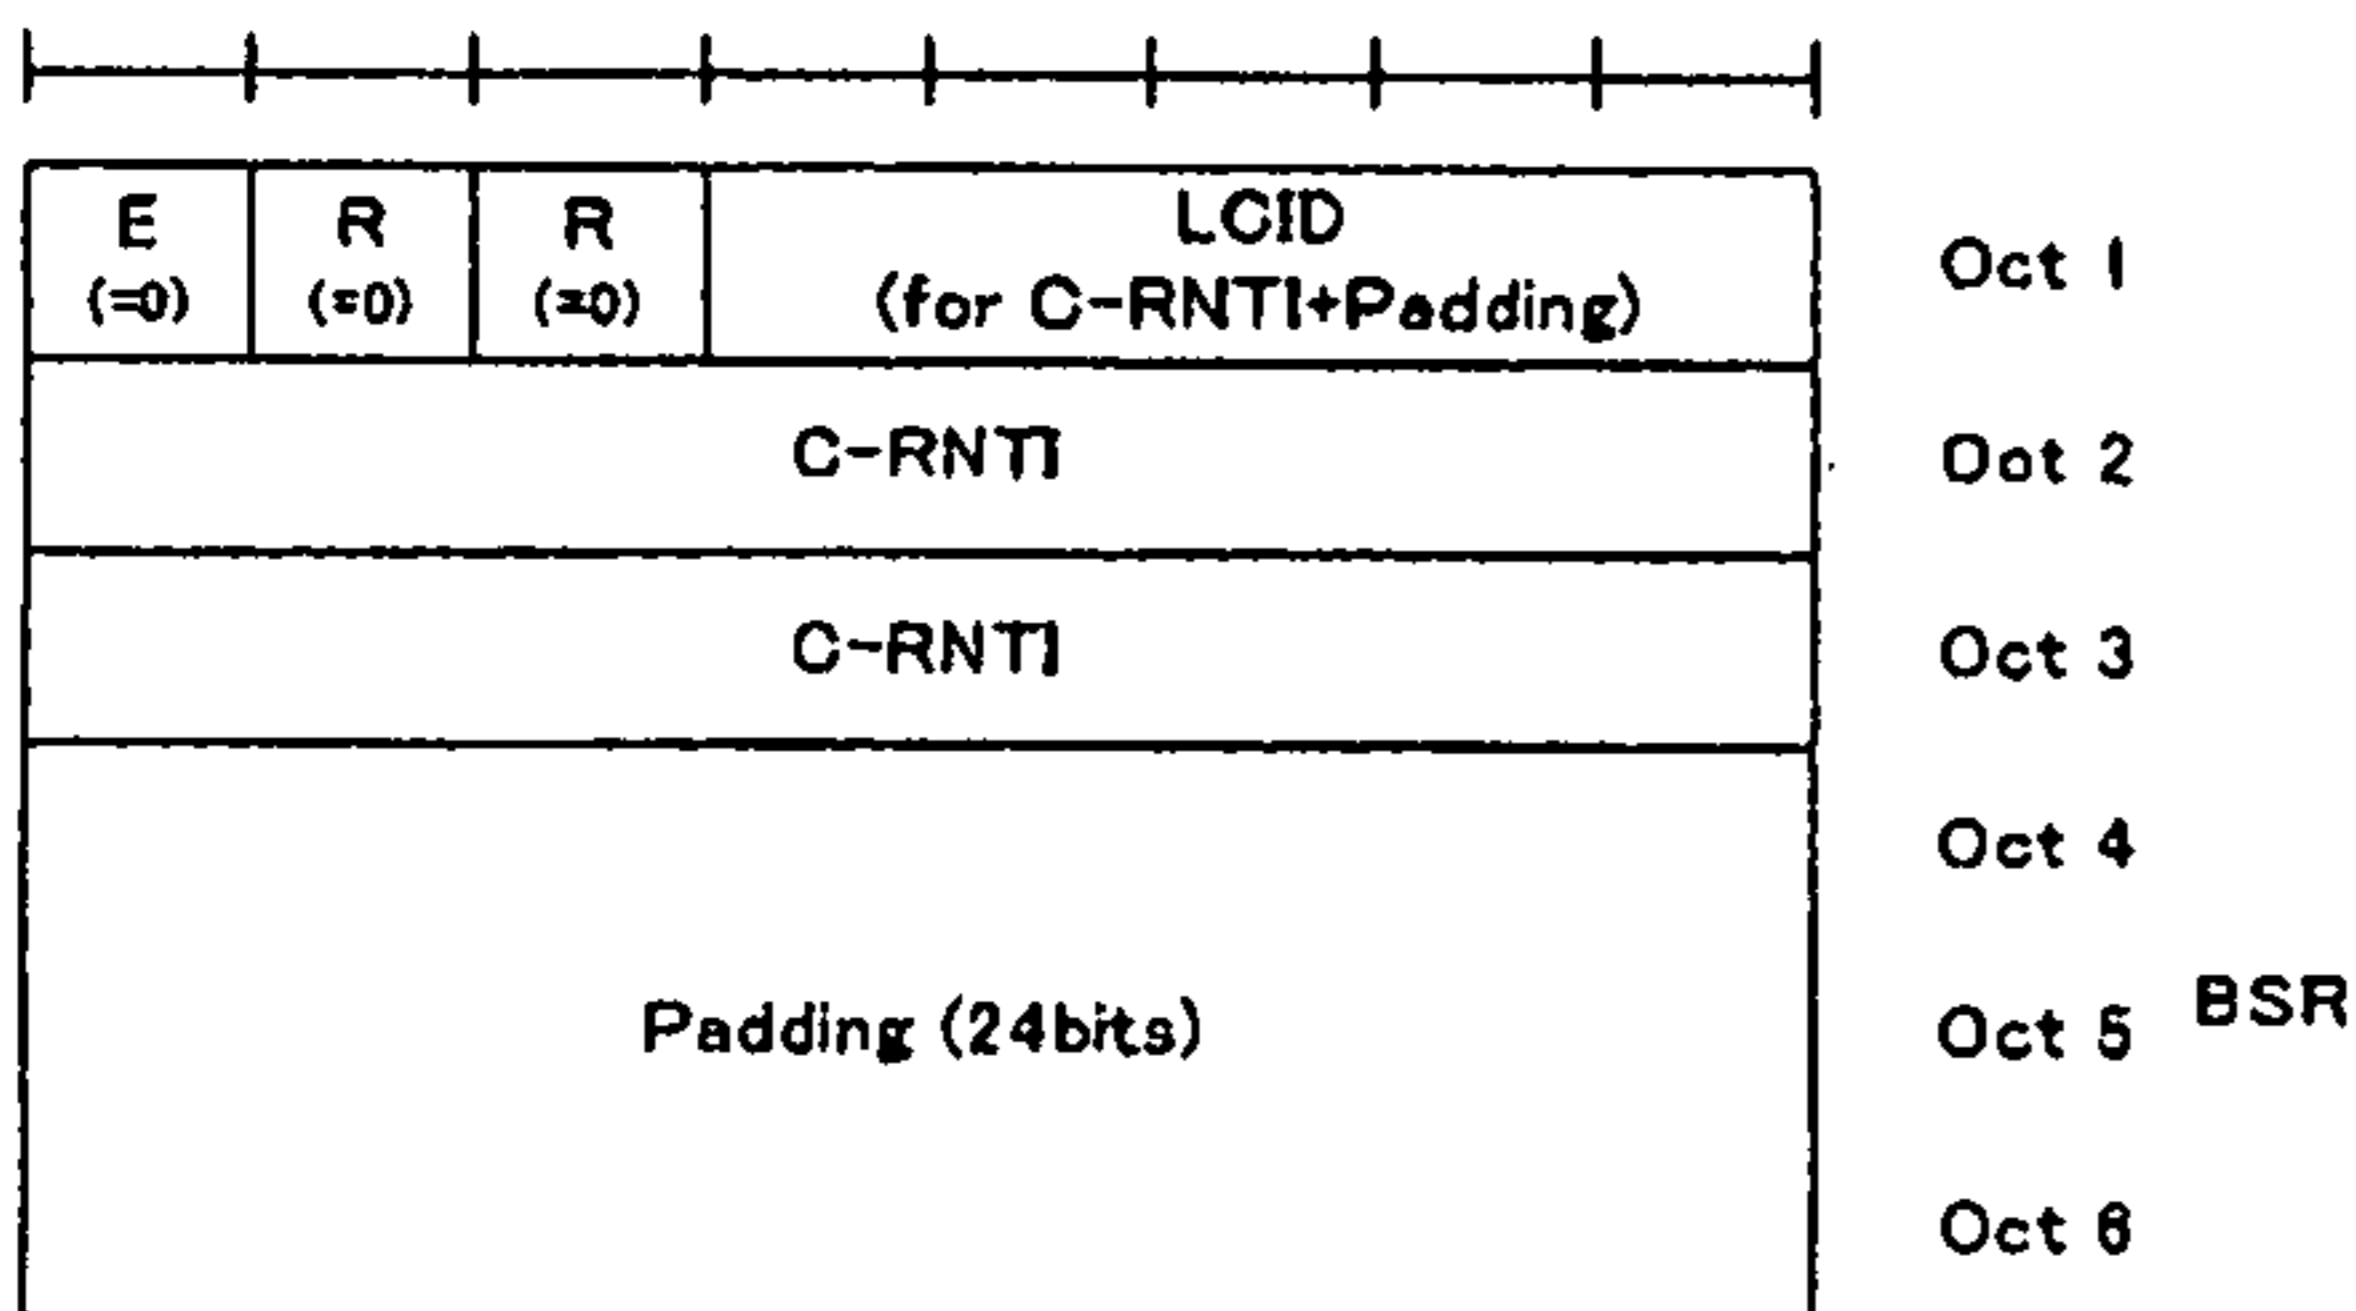 E R R LCID
(=0) (=0) (=0) (for C-RNTI+Padding) Oct 1
C-RNTI Oct 2
C-RNTI Oct 3
Oct 4
Padding (24bits) Oct 5 BSR
Oct 6